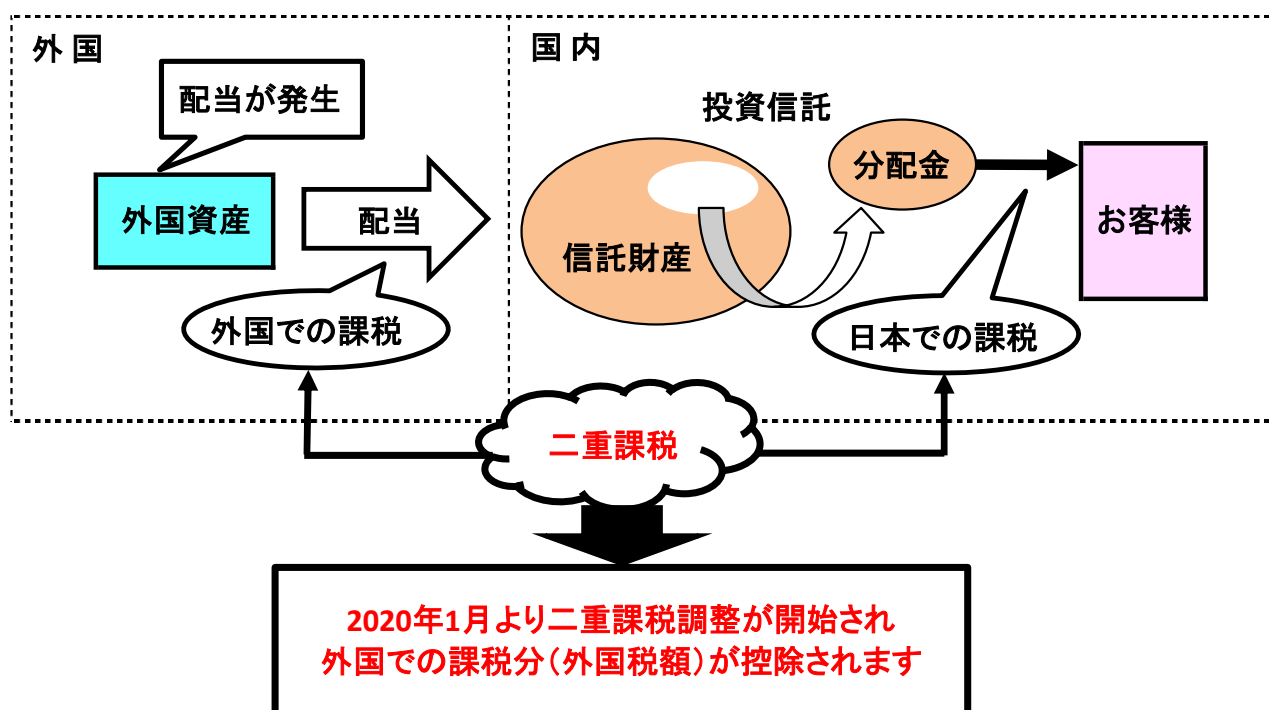 外 国
国 内
配当が発生
投資信託
分配金
外国資産
配当
信託財産
お客様
外国での課税
日本での課税
二重課税
2020年1月より二重課税調整が開始され
外国での課税分（外国税額）が控除されます